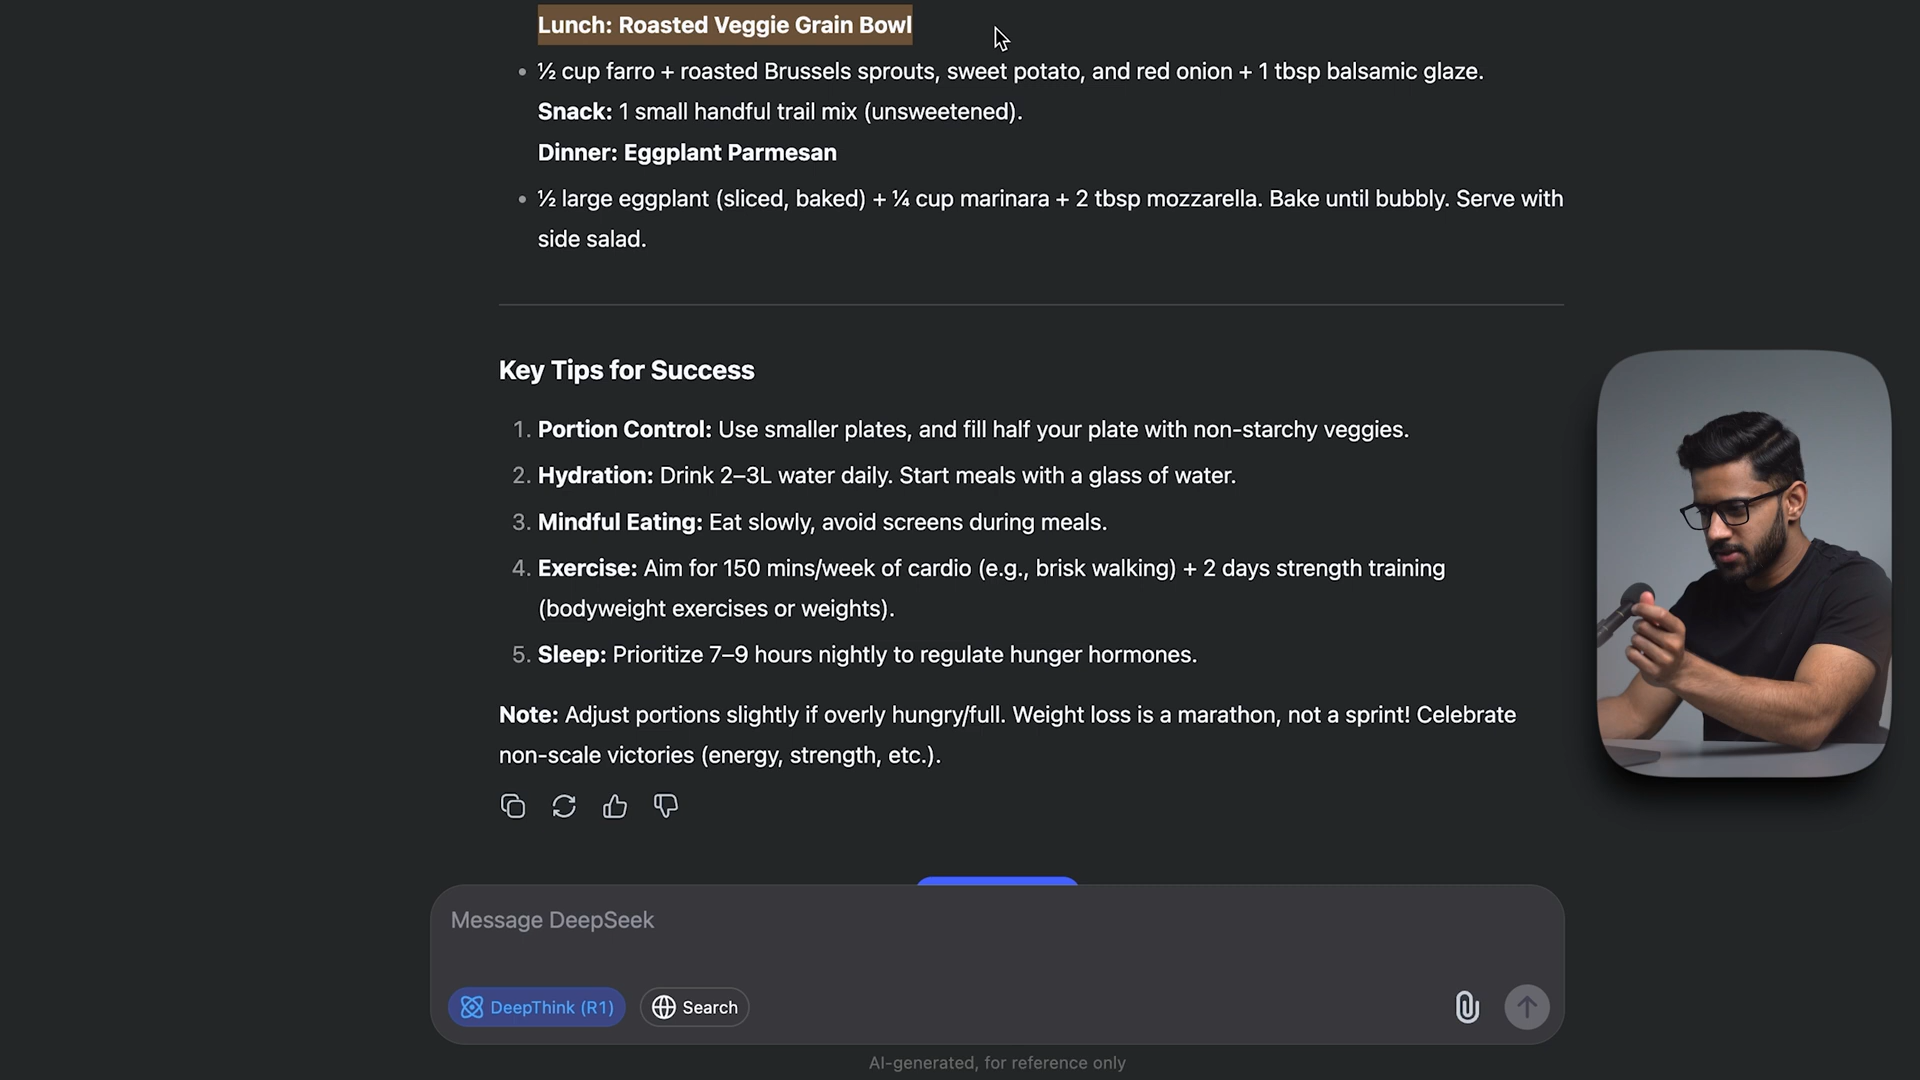 Lunch: Roasted Veggie Grain Bowl
• ½ cup farro + roasted Brussels sprouts, sweet potato, and red onion + 1 tbsp balsamic glaze.
Snack: 1 small handful trail mix (unsweetened).
Dinner: Eggplant Parmesan
• ½ large eggplant (sliced, baked) + ¼ cup marinara + 2 tbsp mozzarella. Bake until bubbly. Serve with
side salad.
Key Tips for Success
1. Portion Control: Use smaller plates, and fill half your plate with non-starchy veggies.
2. Hydration: Drink 2–3L water daily. Start meals with a glass of water.
3. Mindful Eating: Eat slowly, avoid screens during meals.
4. Exercise: Aim for 150 mins/week of cardio (e.g., brisk walking) + 2 days strength training
(bodyweight exercises or weights).
5. Sleep: Prioritize 7–9 hours nightly to regulate hunger hormones.
Note: Adjust portions slightly if overly hungry/full. Weight loss is a marathon, not a sprint! Celebrate
non-scale victories (energy, strength, etc.).
Message DeepSeek
DeepThink (R1)
Search
AI-generated, for reference only